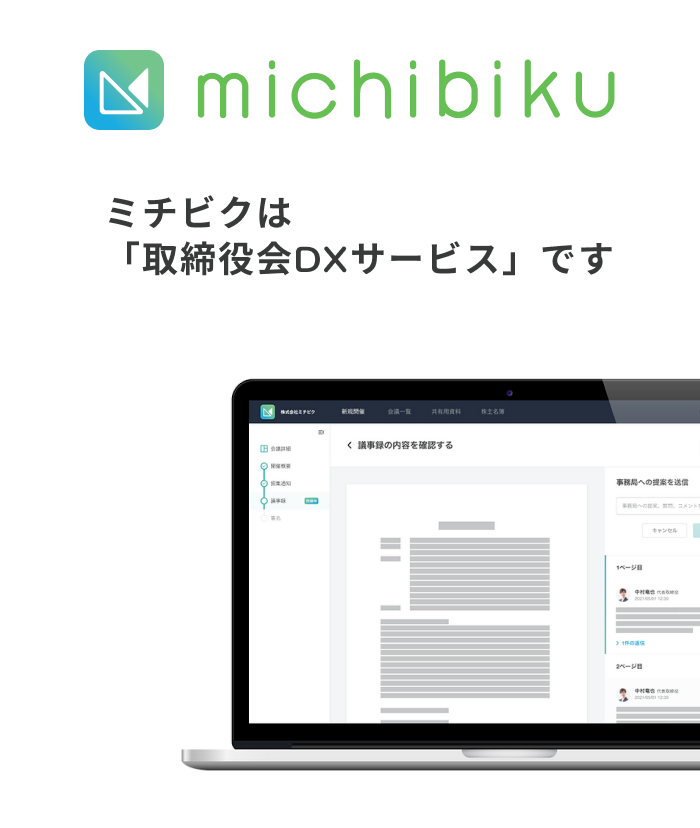 michibiku
ミチビクは
「取締役会DXサービス」です
株式会社ミチビク
新規開催
会議一覧
共有用資料
株主名簿
会議詳細
開催概要
招集通知
議事録
署名
議事録の内容を確認する
事務局への提案を送信
事務局への提案、質問、コメント
キャンセル
1ページ目
中村竜也 代表取締役
2021/05/01 12:20
1件の返信
2ページ目
中村竜也 代表取締役